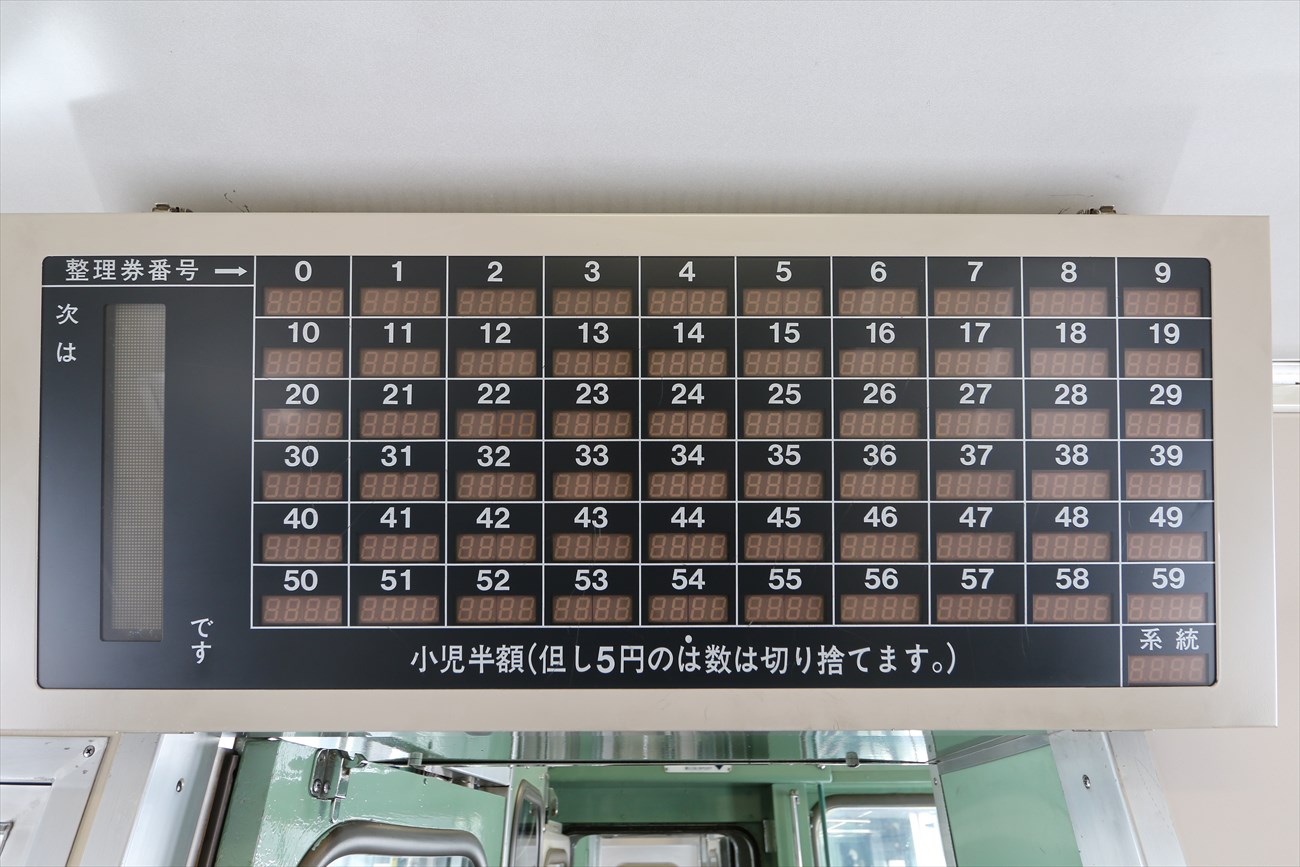 整理券番号 → 0 1 2 3 4 5 6 7 8 9
10 11 12 13 14 15 16 17 18 19
20 21 22 23 24 25 26 27 28 29
30 31 32 33 34 35 36 37 38 39
40 41 42 43 44 45 46 47 48 49
50 51 52 53 54 55 56 57 58 59
次は
です
小児半額(但し5円のは数は切り捨てます。)
系統